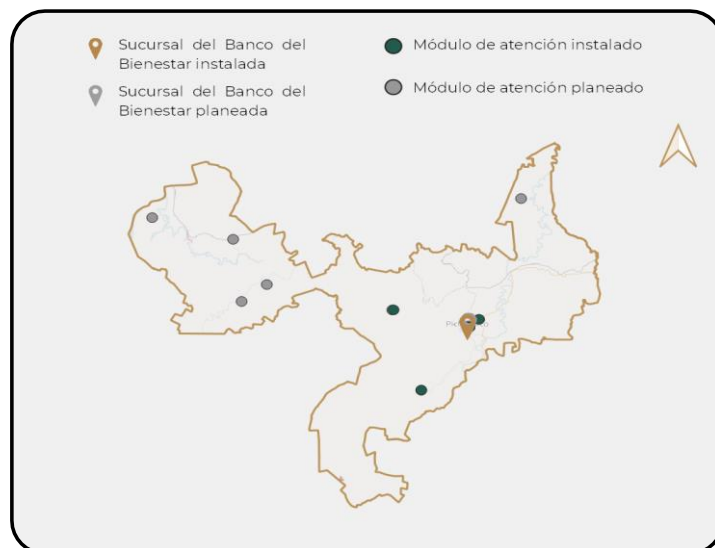 Sucursal del Banco del
Bienestar instalada
Sucursal del Banco del
Bienestar planeada
Módulo de atención instalado
Módulo de atención planeado